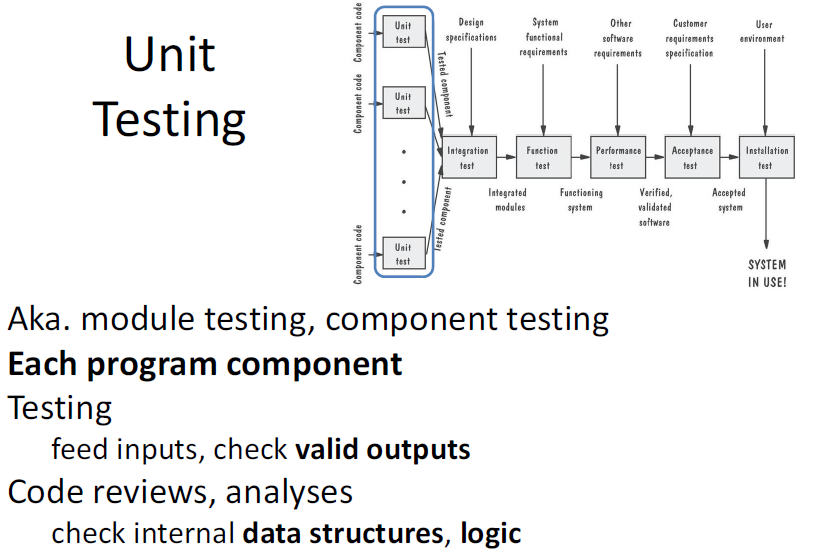 Unit
Testing
Component code
Unit
test
Component code
Unit
test
Component code
Unit
test
Tested component
Tested component
Design
specifications
System
functional
requirements
Other
software
requirements
Customer
requirements
specification
User
environment
Integration
test
Function
test
Performance
test
Acceptance
test
Installation
test
Integrated
modules
Functioning
system
Verified,
validated
software
Accepted
system
SYSTEM
IN USE!
Aka. module testing, component testing
Each program component
Testing
feed inputs, check valid outputs
Code reviews, analyses
check internal data structures, logic